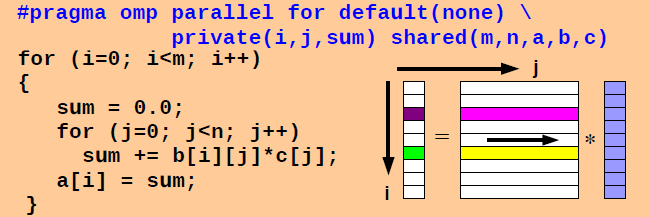 #pragma omp parallel for default(none) \
private(i,j,sum) shared(m,n,a,b,c)
for (i=0; i<m; i++)
{
sum = 0.0;
for (j=0; j<n; j++)
sum += b[i][j]*c[j];
a[i] = sum;
}
j
= *
i